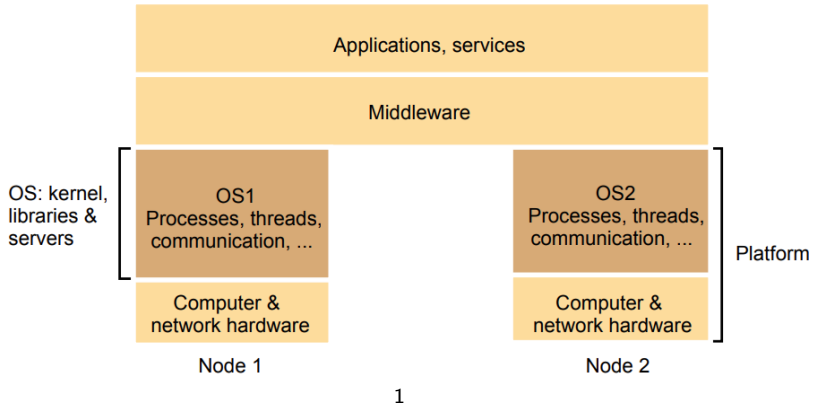 Applications, services
Middleware
OS: kernel,
libraries &
servers
OS1
Processes, threads,
communication, ...
OS2
Processes, threads,
communication, ...
Platform
Computer &
network hardware
Computer &
network hardware
Node 1
Node 2
1